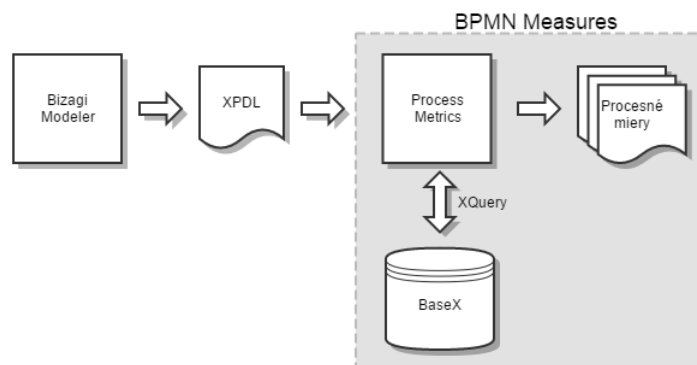 BPMN Measures
Bizagi
Modeler
XPDL
Process
Metrics
Procesné
miery
XQuery
BaseX